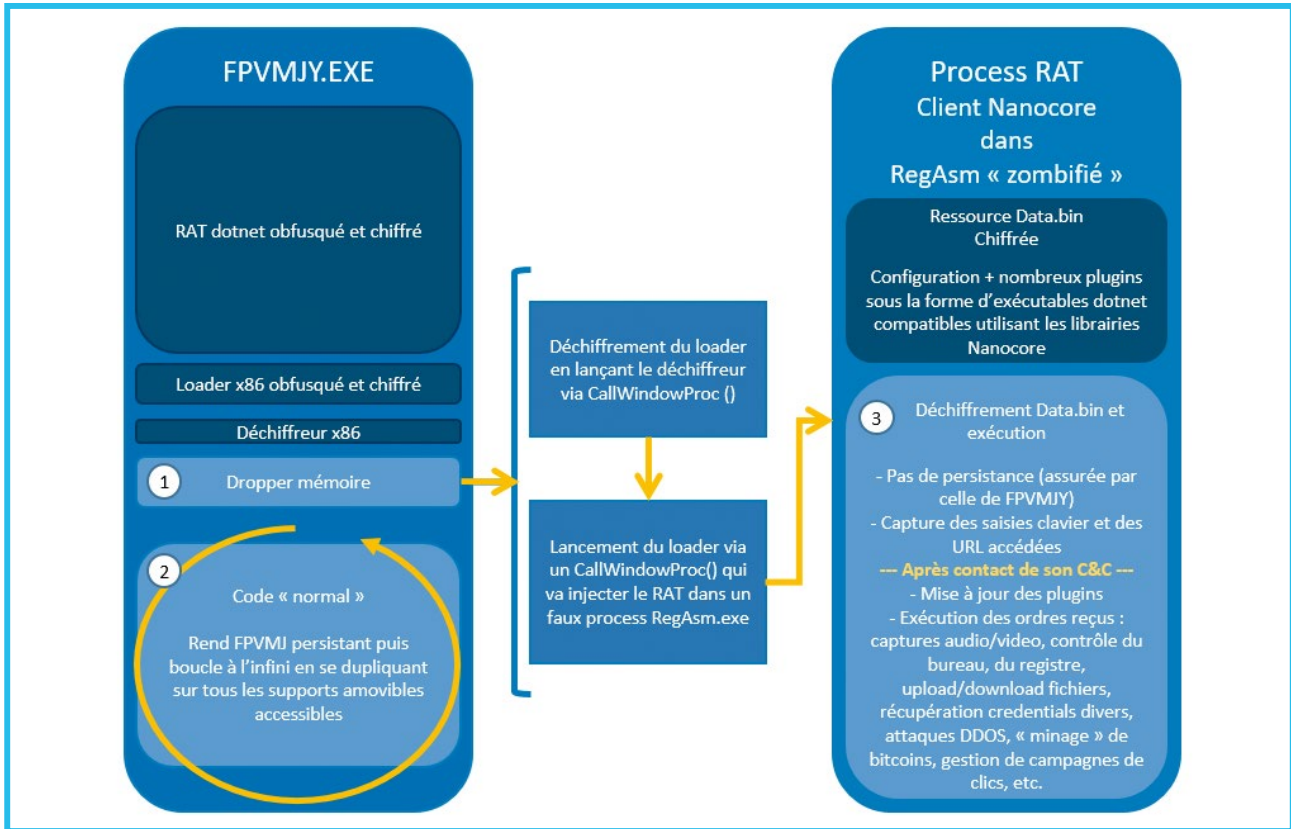 FPVMJY.EXE
RAT dotnet obfusqué et chiffré
Loader x86 obfusqué et chiffré
Déchiffreur x86
1
Dropper mémoire
2
Code « normal »
Rend FPVMJ persistant puis
boucle à l’infini en se dupliquant
sur tous les supports amovibles
accessibles
Déchiffrement du loader
en lançant le déchiffreur
via CallWindowProc ()
Lancement du loader via
un CallWindowProc() qui
va injecter le RAT dans un
faux process RegAsm.exe
Process RAT
Client Nanocore
dans
RegAsm « zombifié »
Ressource Data.bin
Chiffrée
Configuration + nombreux plugins
sous la forme d’exécutables dotnet
compatibles utilisant les librairies
Nanocore
3
Déchiffrement Data.bin et
exécution
- Pas de persistance (assurée par
celle de FPVMJY)
- Capture des saisies clavier et des
URL accédées
--- Après contact de son C&C ---
- Mise à jour des plugins
- Exécution des ordres reçus :
captures audio/video, contrôle du
bureau, du registre,
upload/download fichiers,
récupération credentials divers,
attaques DDOS, « minage » de
bitcoins, gestion de campagnes de
clics, etc.